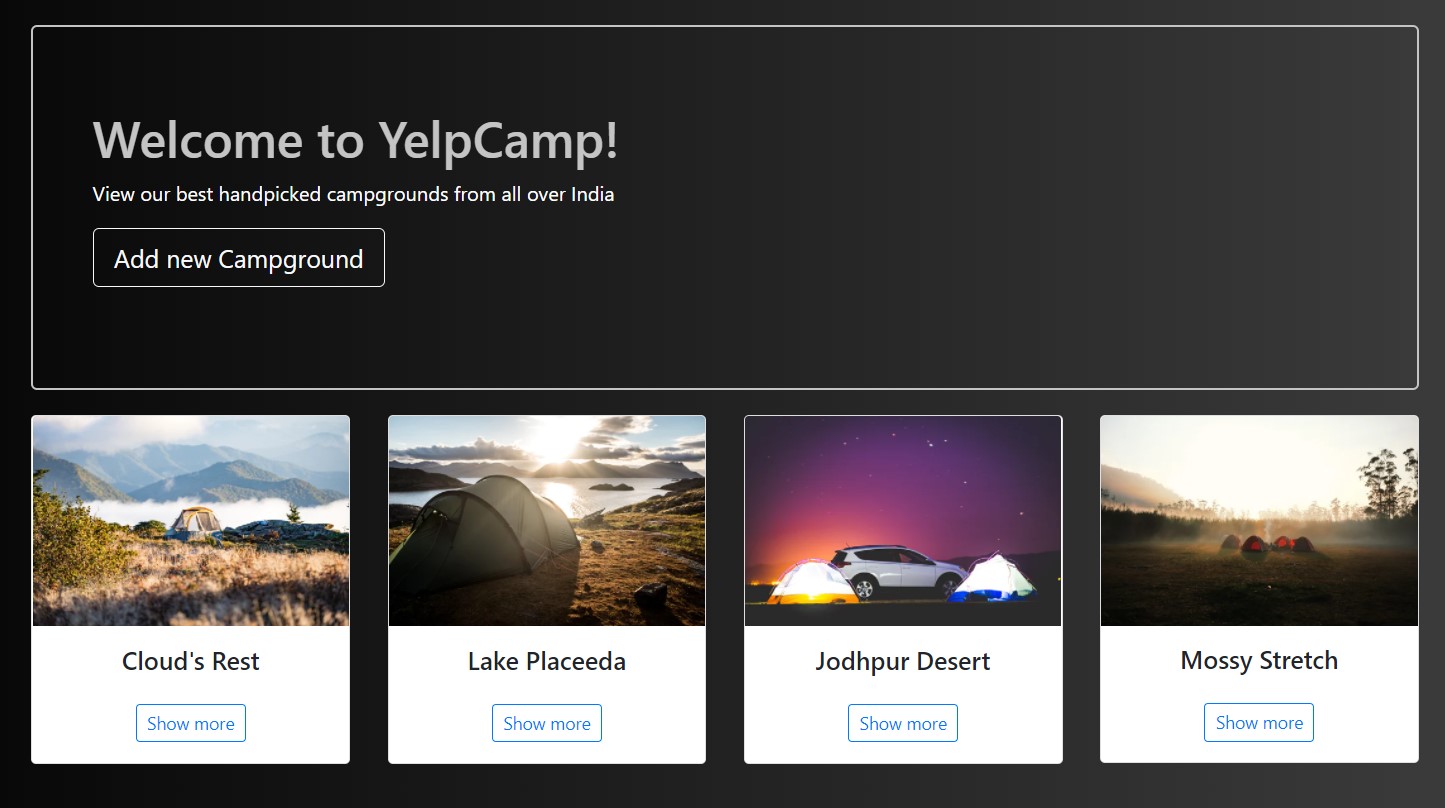 Welcome to YelpCamp!
View our best handpicked campgrounds from all over India
Add new Campground
Cloud's Rest
Lake Placeeda
Jodhpur Desert
Mossy Stretch
Show more
Show more
Show more
Show more